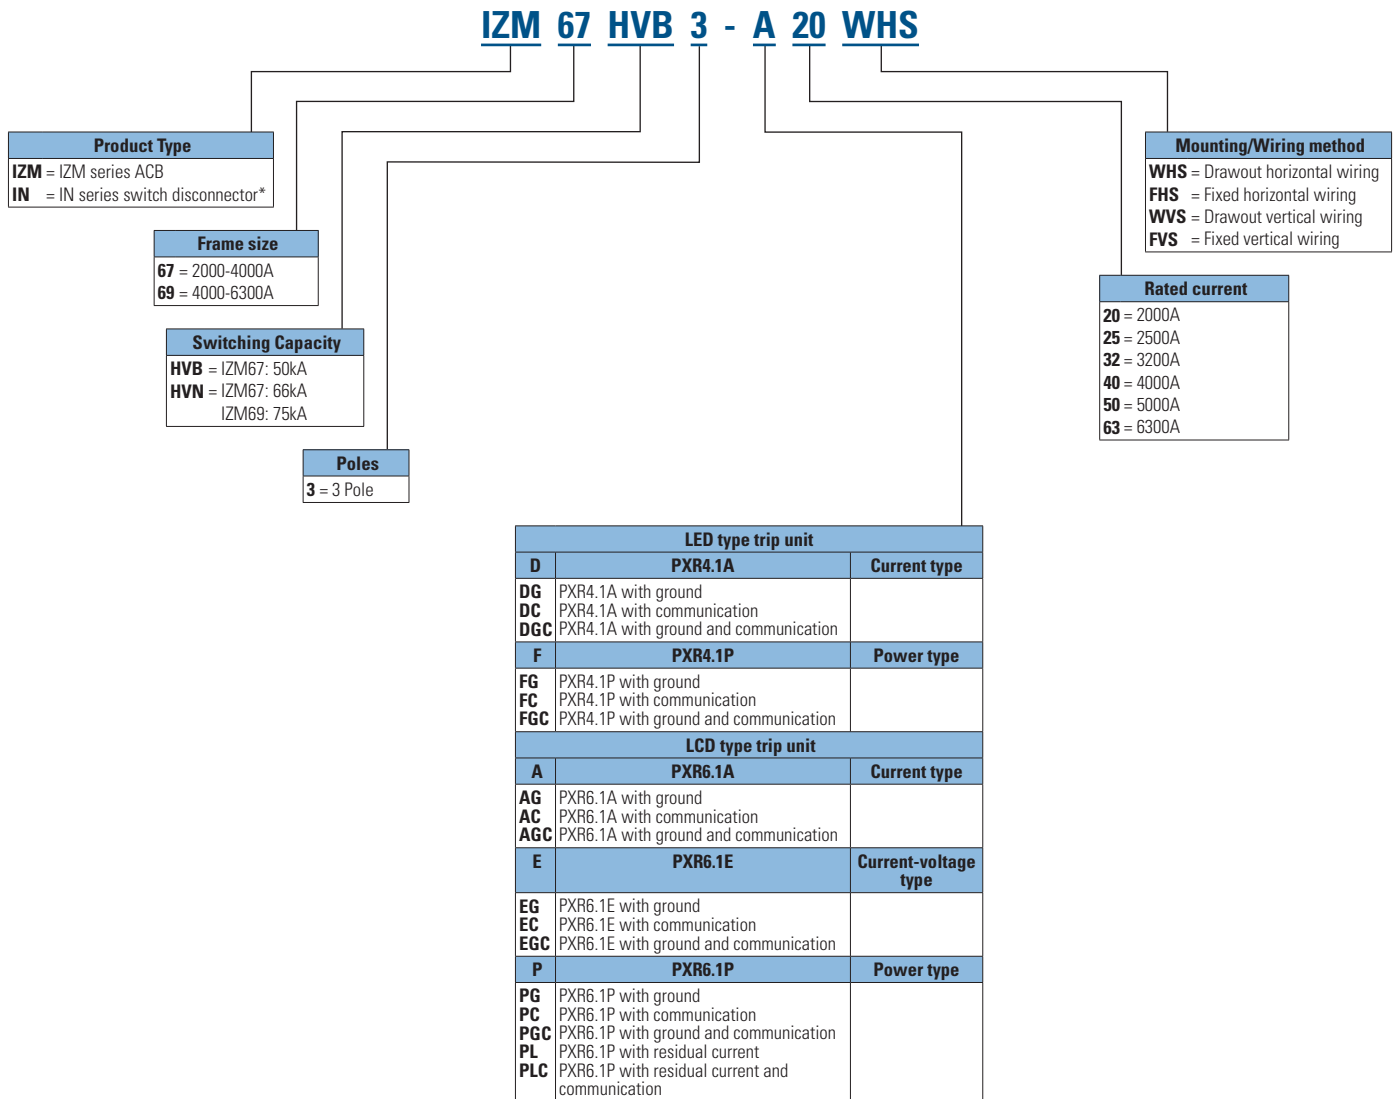 IZM 67 HVB 3 - A 20 WHS
Product Type
IZM = IZM series ACB
IN = IN series switch disconnector*
Frame size
67 = 2000-4000A
69 = 4000-6300A
Switching Capacity
HVB = IZM67: 50kA
HVN = IZM67: 66kA
IZM69: 75kA
Poles
3 = 3 Pole
LED type trip unit
D PXR4.1A Current type
DG PXR4.1A with ground
DC PXR4.1A with communication
DGC PXR4.1A with ground and communication
F PXR4.1P Power type
FG PXR4.1P with ground
FC PXR4.1P with communication
FGC PXR4.1P with ground and communication
LCD type trip unit
A PXR6.1A Current type
AG PXR6.1A with ground
AC PXR6.1A with communication
AGC PXR6.1A with ground and communication
E PXR6.1E Current-voltage
type
EG PXR6.1E with ground
EC PXR6.1E with communication
EGC PXR6.1E with ground and communication
P PXR6.1P Power type
PG PXR6.1P with ground
PC PXR6.1P with communication
PGC PXR6.1P with ground and communication
PL PXR6.1P with residual current
PLC PXR6.1P with residual current and
communication
Rated current
20 = 2000A
25 = 2500A
32 = 3200A
40 = 4000A
50 = 5000A
63 = 6300A
Mounting/Wiring method
WHS = Drawout horizontal wiring
FHS = Fixed horizontal wiring
WVS = Drawout vertical wiring
FVS = Fixed vertical wiring